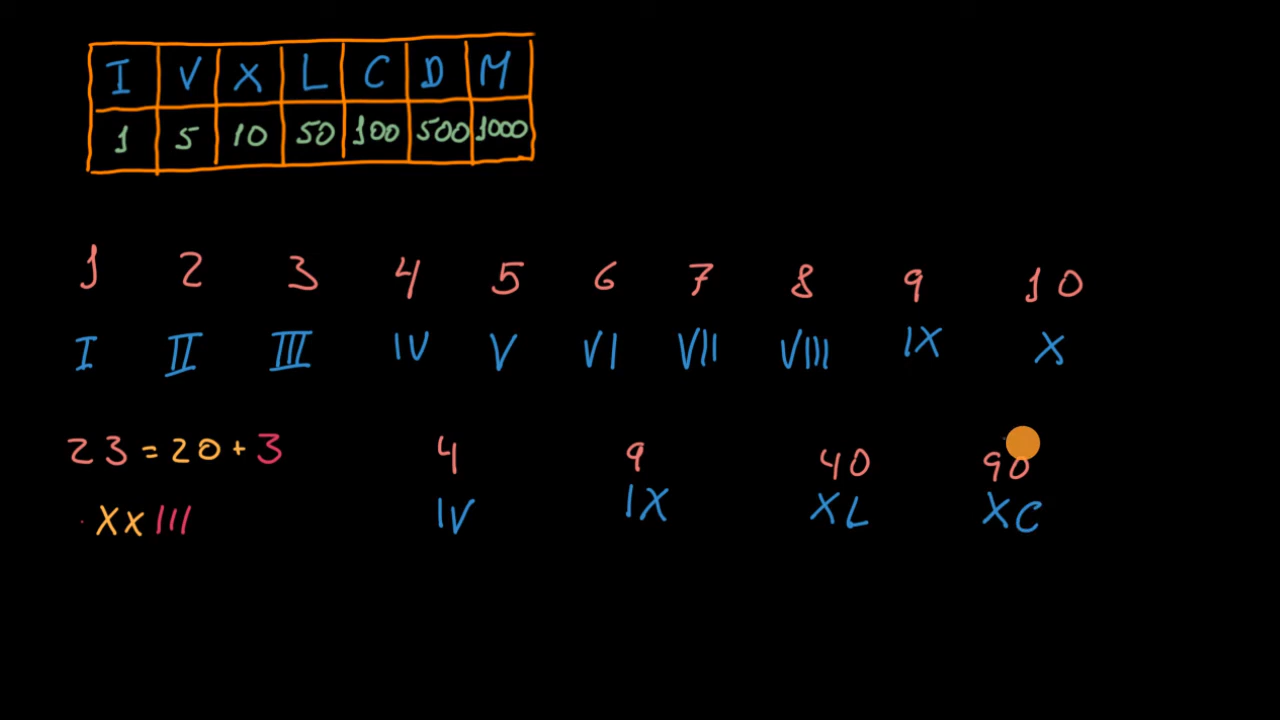 I V X L C D M
1 5 10 50 100 500 1000
1 2 3 4 5 6 7 8 9 10
I II III IV V VI VII VIII IX X
23 = 20 + 3 4 9 40 90
XXIII IV IX XL XC